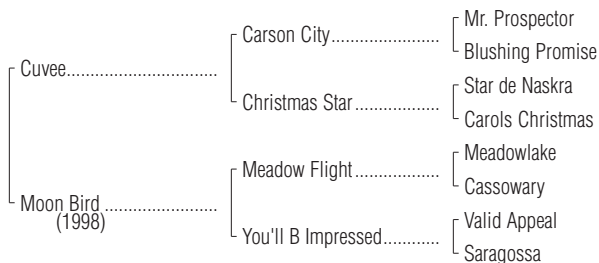 Mr. Prospector
Carson City...................
Blushing Promise
Cuvee..............................
Star de Naskra
Christmas Star ...............
Carols Christmas
Meadowlake
Meadow Flight ...............
Cassowary
Moon Bird ......................
(1998)
Valid Appeal
You'll B Impressed..........
Saragossa